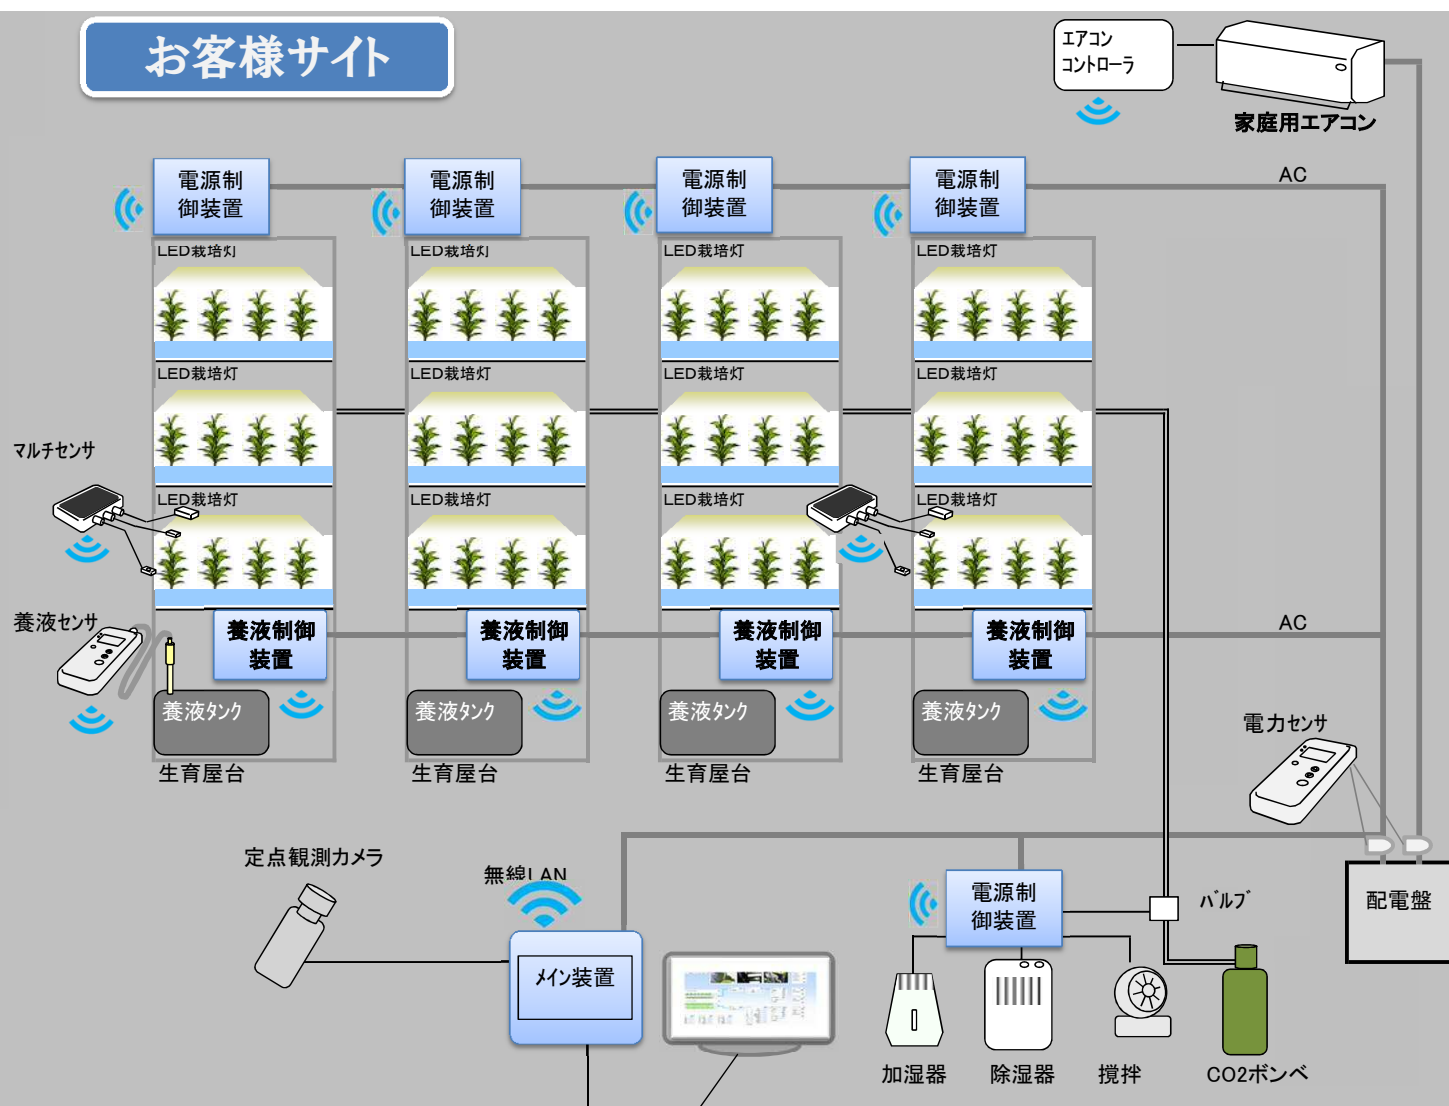 お客様サイト
エアコン
コントローラ
家庭用エアコン
電源制
御装置
電源制
御装置
電源制
御装置
電源制
御装置
AC
LED栽培灯
LED栽培灯
LED栽培灯
LED栽培灯
LED栽培灯
LED栽培灯
LED栽培灯
LED栽培灯
マルチセンサ
LED栽培灯
LED栽培灯
LED栽培灯
LED栽培灯
養液センサ
養液制御
装置
養液制御
装置
養液制御
装置
養液制御
装置
AC
養液タンク
養液タンク
養液タンク
養液タンク
電力センサ
生育屋台
生育屋台
生育屋台
生育屋台
定点観測カメラ
無線LAN
電源制
御装置
バルブ
配電盤
メイン装置
加湿器
除湿器
撹拌
CO2ボンベ